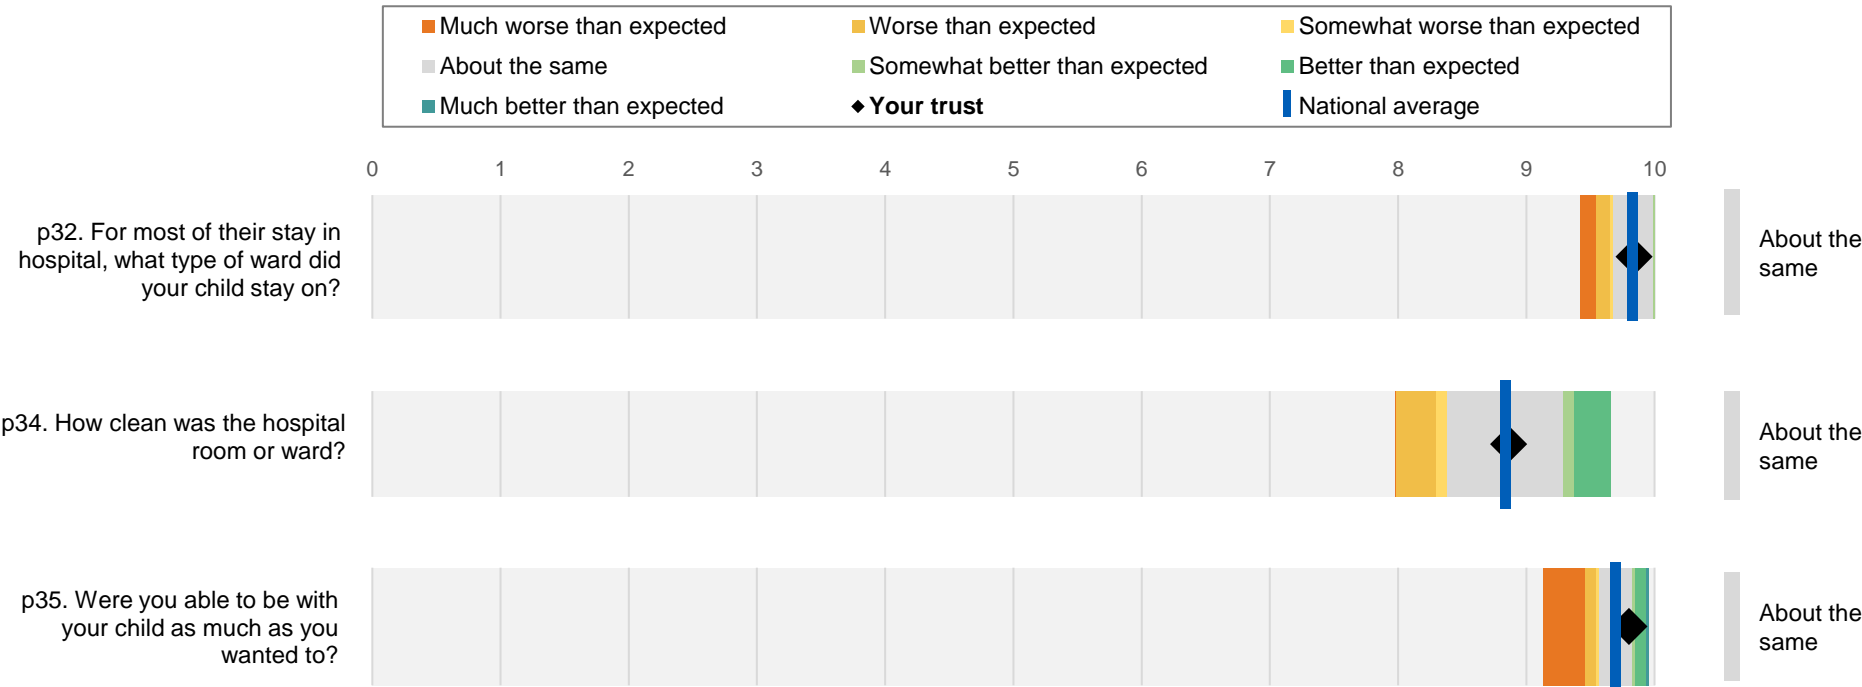 Much worse than expected
Worse than expected
Somewhat worse than expected
About the same
Somewhat better than expected
Better than expected
Much better than expected
Your trust
National average
0 1 2 3 4 5 6 7 8 9 10
p32. For most of their stay in
hospital, what type of ward did
your child stay on?
About the
same
p34. How clean was the hospital
room or ward?
About the
same
p35. Were you able to be with
your child as much as you
wanted to?
About the
same